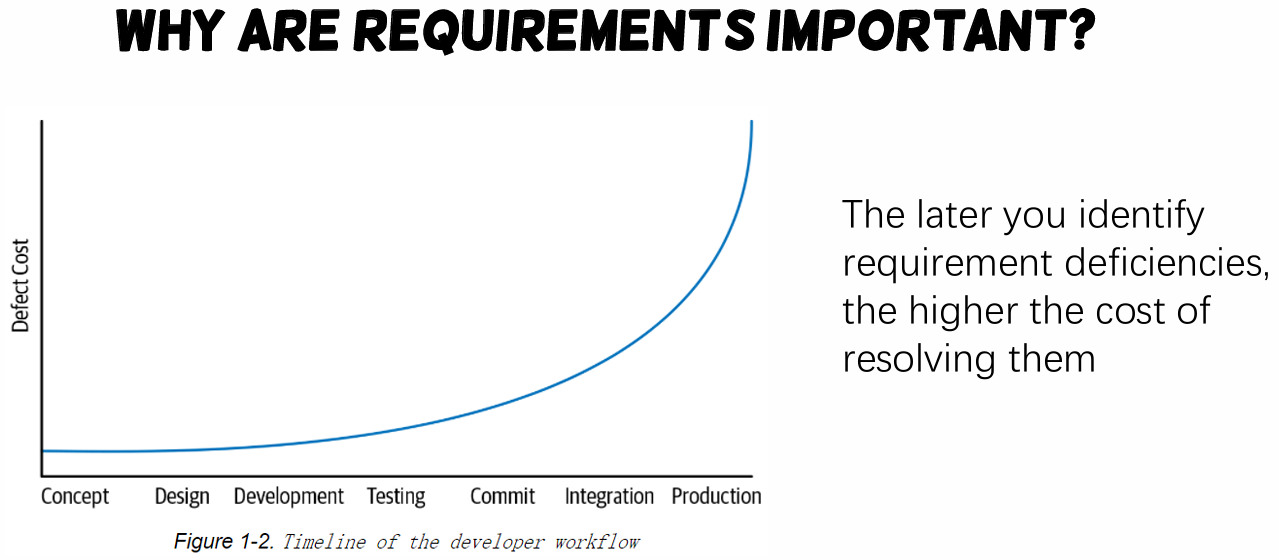 WHY ARE REQUIREMENTS IMPORTANT?
Defect Cost
The later you identify
requirement deficiencies,
the higher the cost of
resolving them
Concept Design Development Testing Commit Integration Production
Figure 1-2. Timeline of the developer workflow